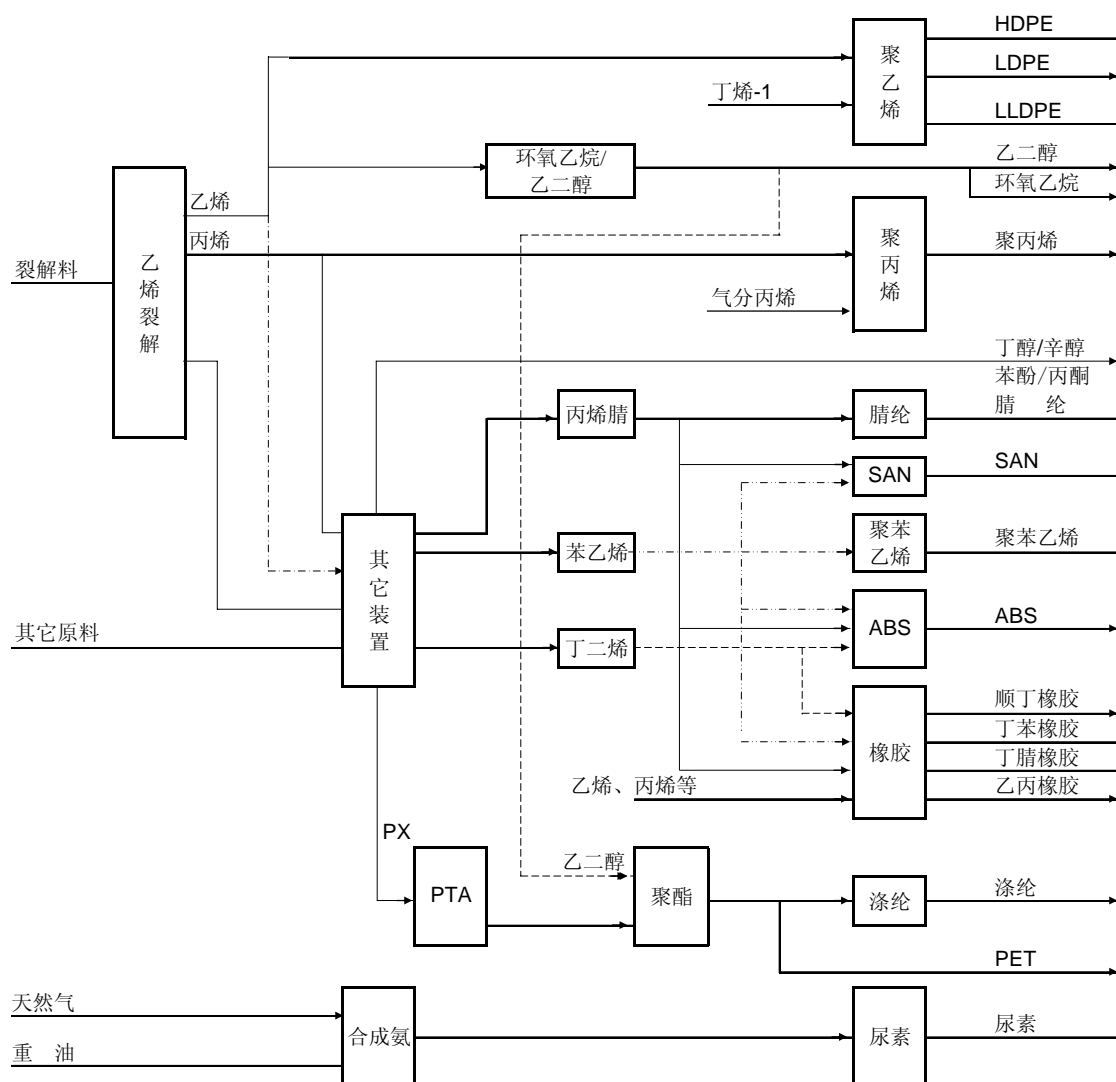 HDPE
聚乙烯
LDPE
丁烯-1
LLDPE
环氧乙烷/
乙二醇
乙二醇
环氧乙烷
乙烯
丙烯
聚丙烯
聚丙烯
裂解料
乙烯裂解
气分丙烯
丁醇/辛醇
苯酚/丙酮
丙烯腈
腈纶
腈 纶
SAN
SAN
其它装置
苯乙烯
聚苯
乙烯
聚苯乙烯
其它原料
丁二烯
ABS
ABS
顺丁橡胶
丁苯橡胶
橡胶
丁腈橡胶
乙烯、丙烯等
乙丙橡胶
PX
乙二醇
PTA
聚酯
涤纶
涤纶
PET
天然气
合成氨
尿素
尿素
重 油